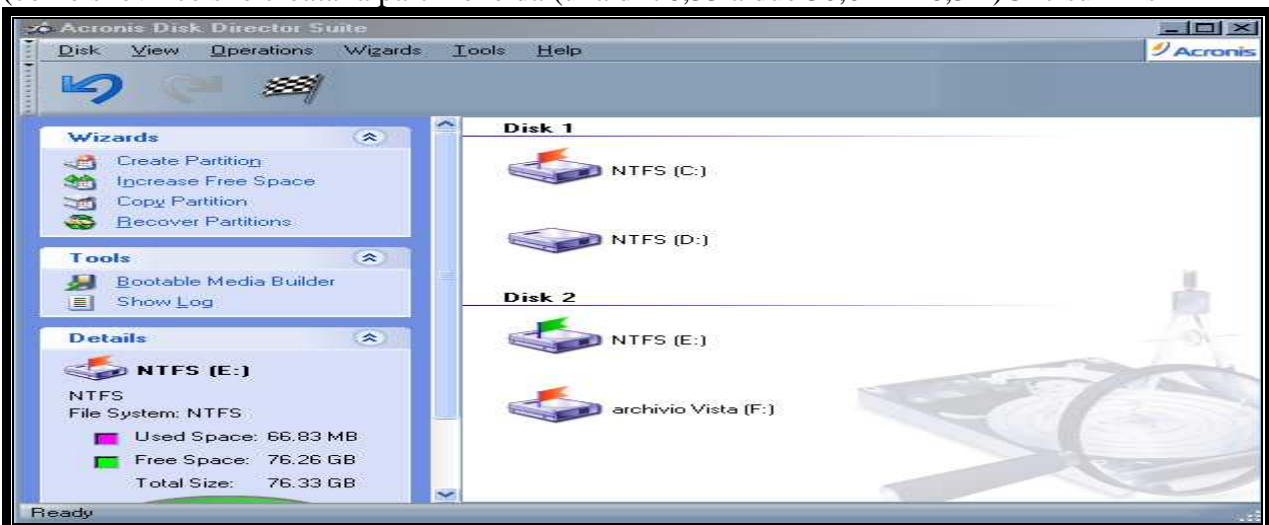 Acronis Disk Director Suite
Disk View Operations Wizards Tools Help
Acronis
Wizards
Create Partition
Increase Free Space
Copy Partition
Recover Partitions
Tools
Bootable Media Builder
Show Log
Details
NTFS (E:)
NTFS
File System: NTFS
Used Space: 66.83 MB
Free Space: 76.26 GB
Total Size: 76.33 GB
Disk 1
NTFS (C:)
NTFS (D:)
Disk 2
NTFS (E:)
archivio Vista (F:)
Ready